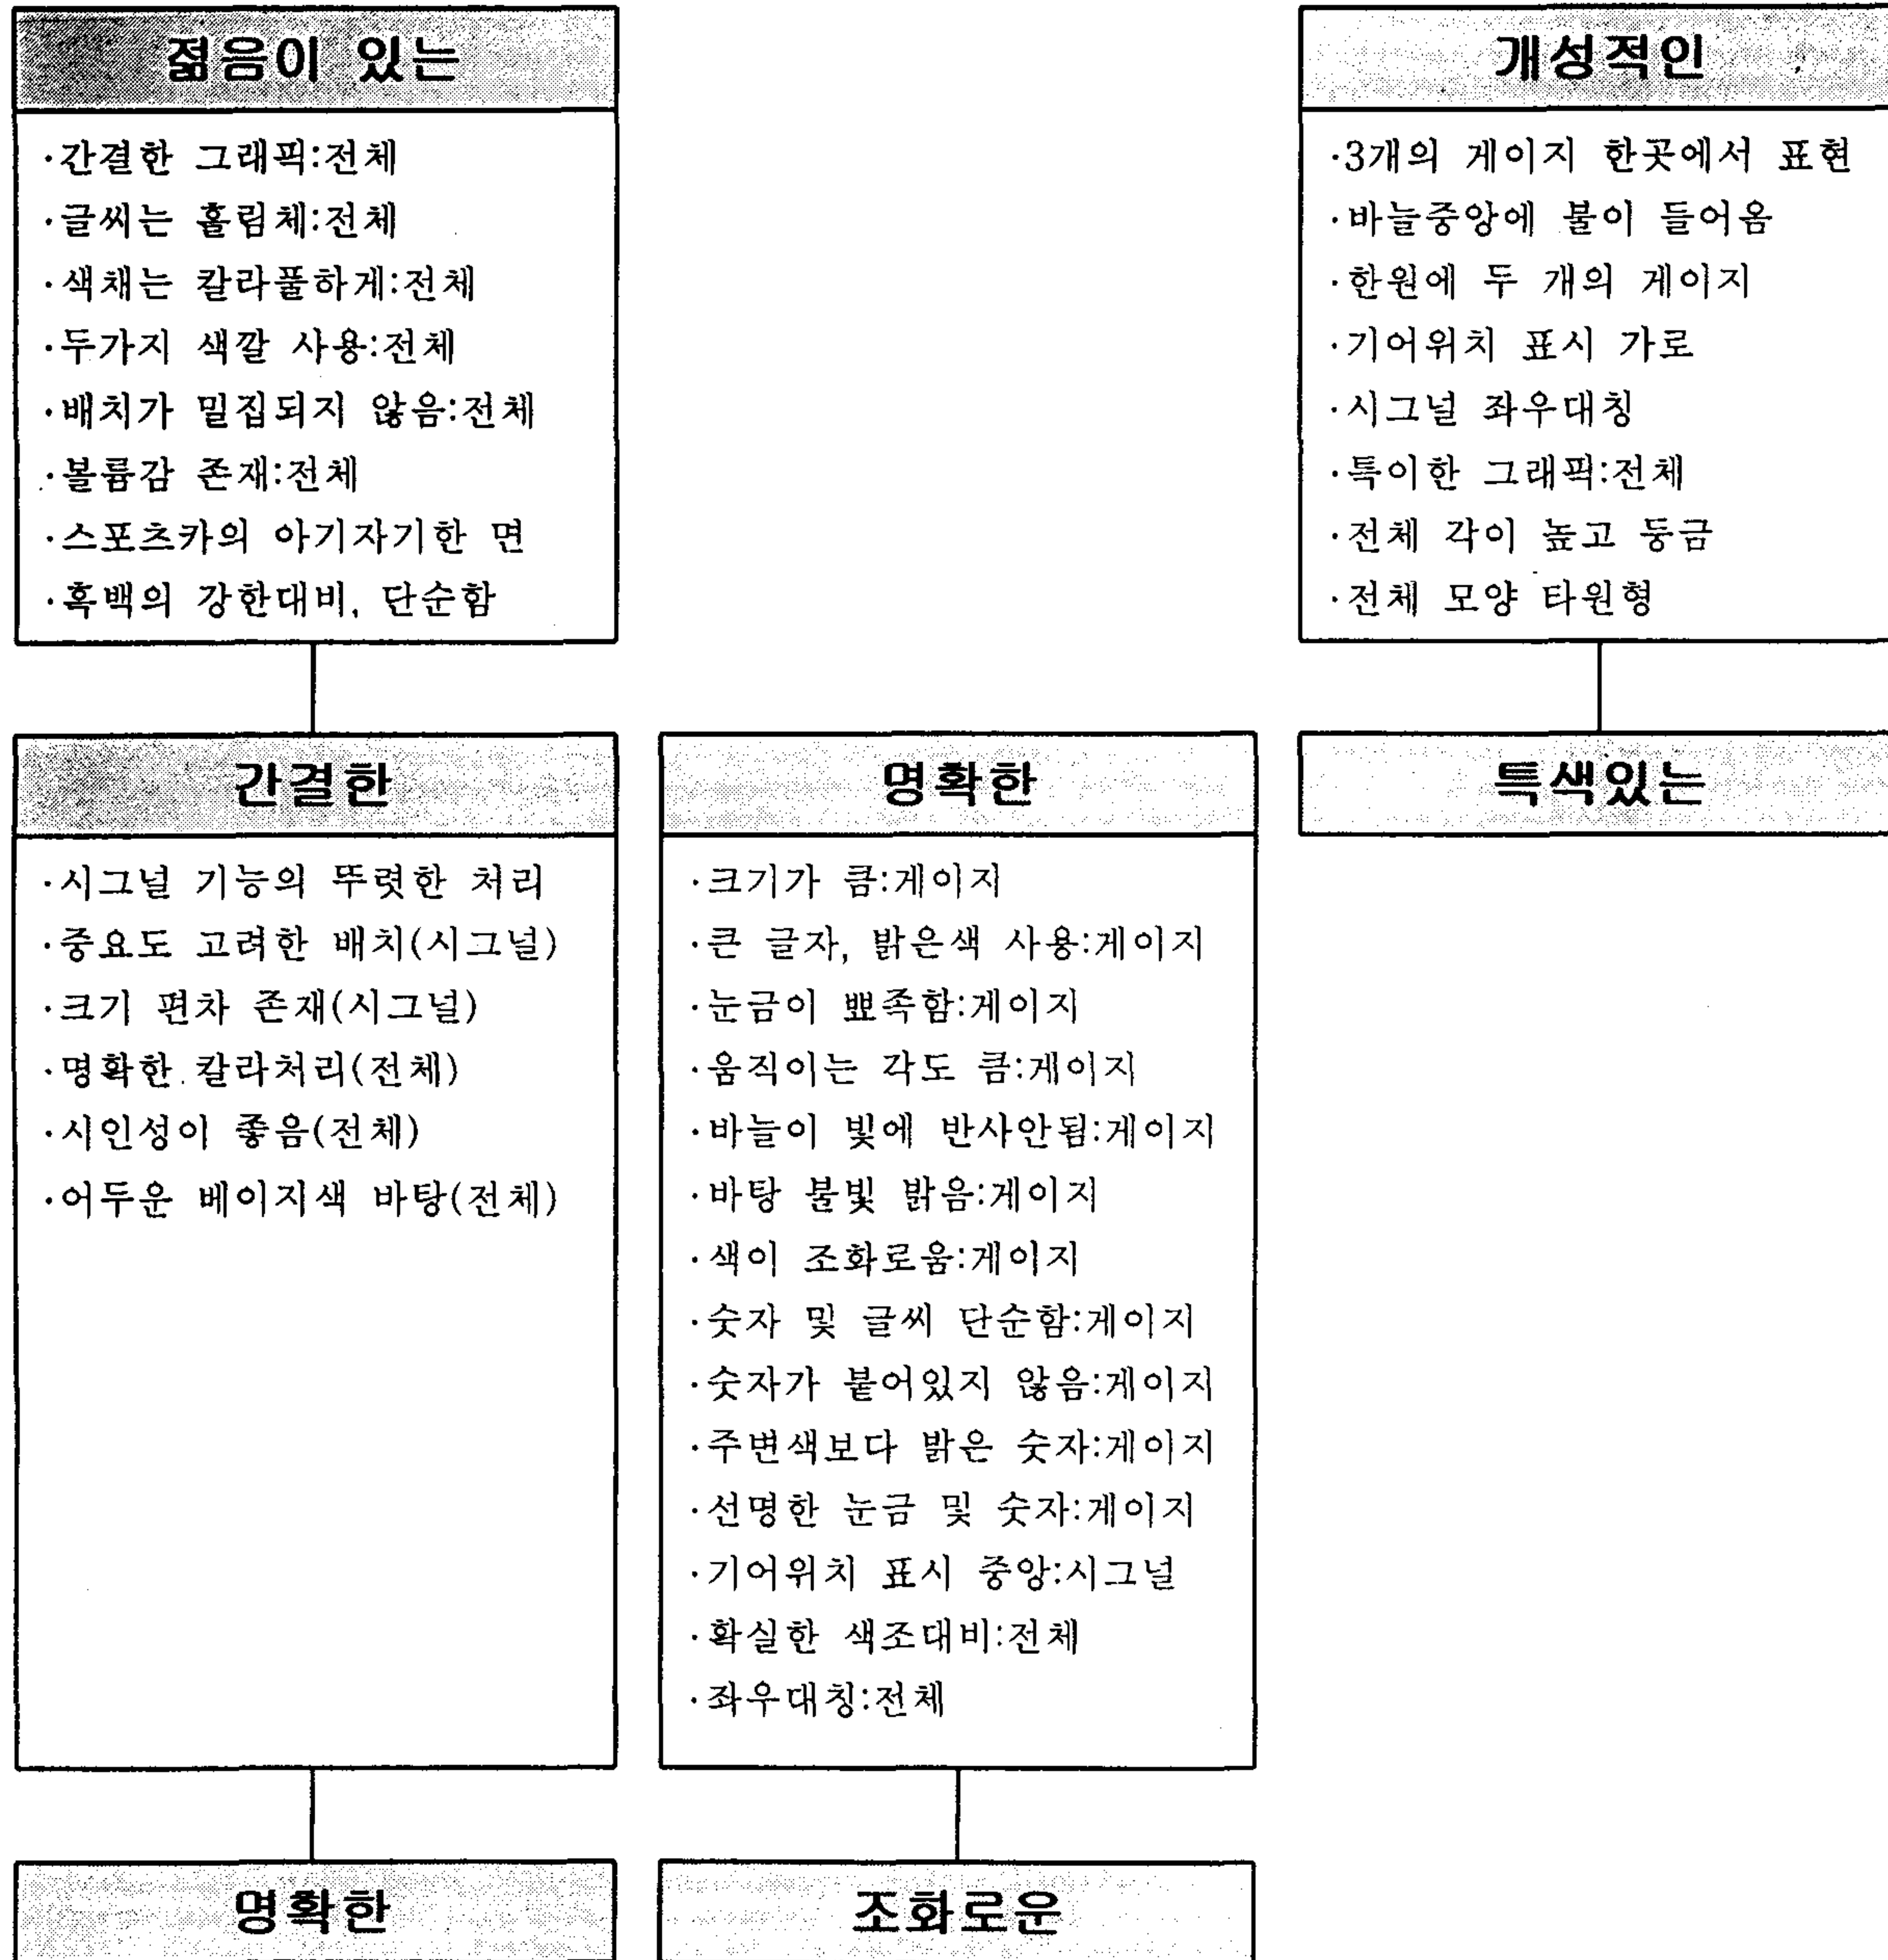 젊음이 있는
·간결한 그래픽:전체
·글씨는 흘림체:전체
·색채는 칼라풀하게:전체
·두가지 색깔 사용:전체
·배치가 밀집되지 않음:전체
·볼륨감 존재:전체
·스포츠카의 아기자기한 면
·흑백의 강한대비, 단순함
개성적인
·3개의 게이지 한곳에서 표현
·바늘중앙에 불이 들어옴
·한원에 두 개의 게이지
·기어위치 표시 가로
·시그널 좌우대칭
·특이한 그래픽:전체
·전체 각이 높고 둥금
·전체 모양 타원형
간결한
·시그널 기능의 뚜렷한 처리
·중요도 고려한 배치(시그널)
·크기 편차 존재(시그널)
·명확한 칼라처리(전체)
·시인성이 좋음(전체)
·어두운 베이지색 바탕(전체)
명확한
·크기가 큼:게이지
·큰 글자, 밝은색 사용:게이지
·눈금이 뾰족함:게이지
·움직이는 각도 큼:게이지
·바늘이 빛에 반사안됨:게이지
·바탕 불빛 밝음:게이지
·색이 조화로움:게이지
·숫자 및 글씨 단순함:게이지
·숫자가 붙어있지 않음:게이지
·주변색보다 밝은 숫자:게이지
·선명한 눈금 및 숫자:게이지
·기어위치 표시 중앙:시그널
·확실한 색조대비:전체
·좌우대칭:전체
특색있는
명확한
조화로운